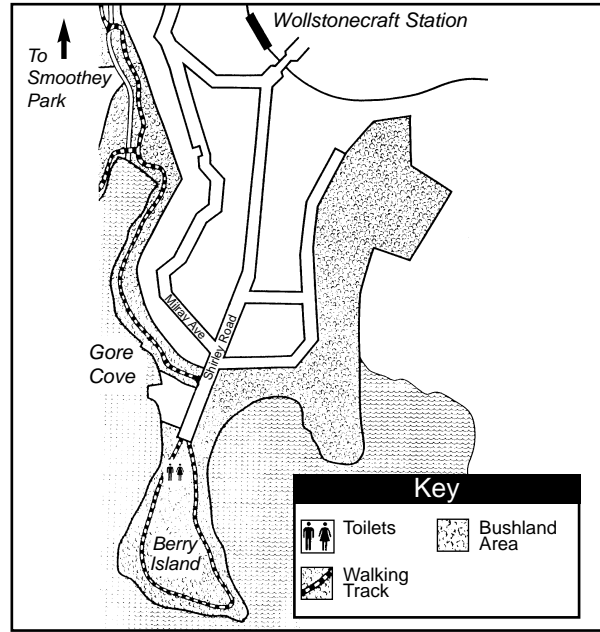 Wollstonecraft Station
To
Smoothey
Park
Milray Ave
Shirley Road
Gore
Cove
Berry
Island
Key
Toilets
Bushland
Area
Walking
Track